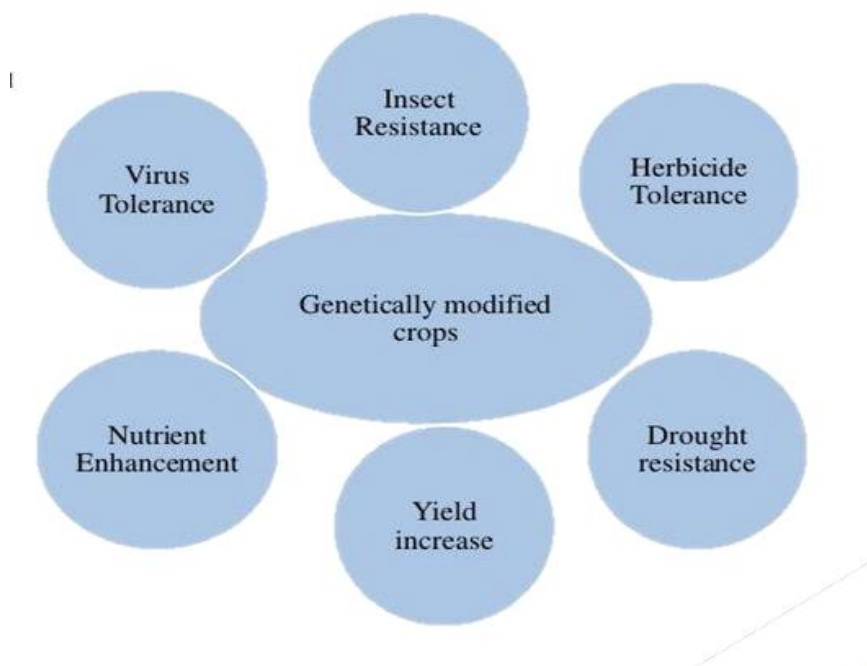 Insect
Resistance
Virus
Tolerance
Herbicide
Tolerance
Genetically modified
crops
Nutrient
Enhancement
Drought
resistance
Yield
increase